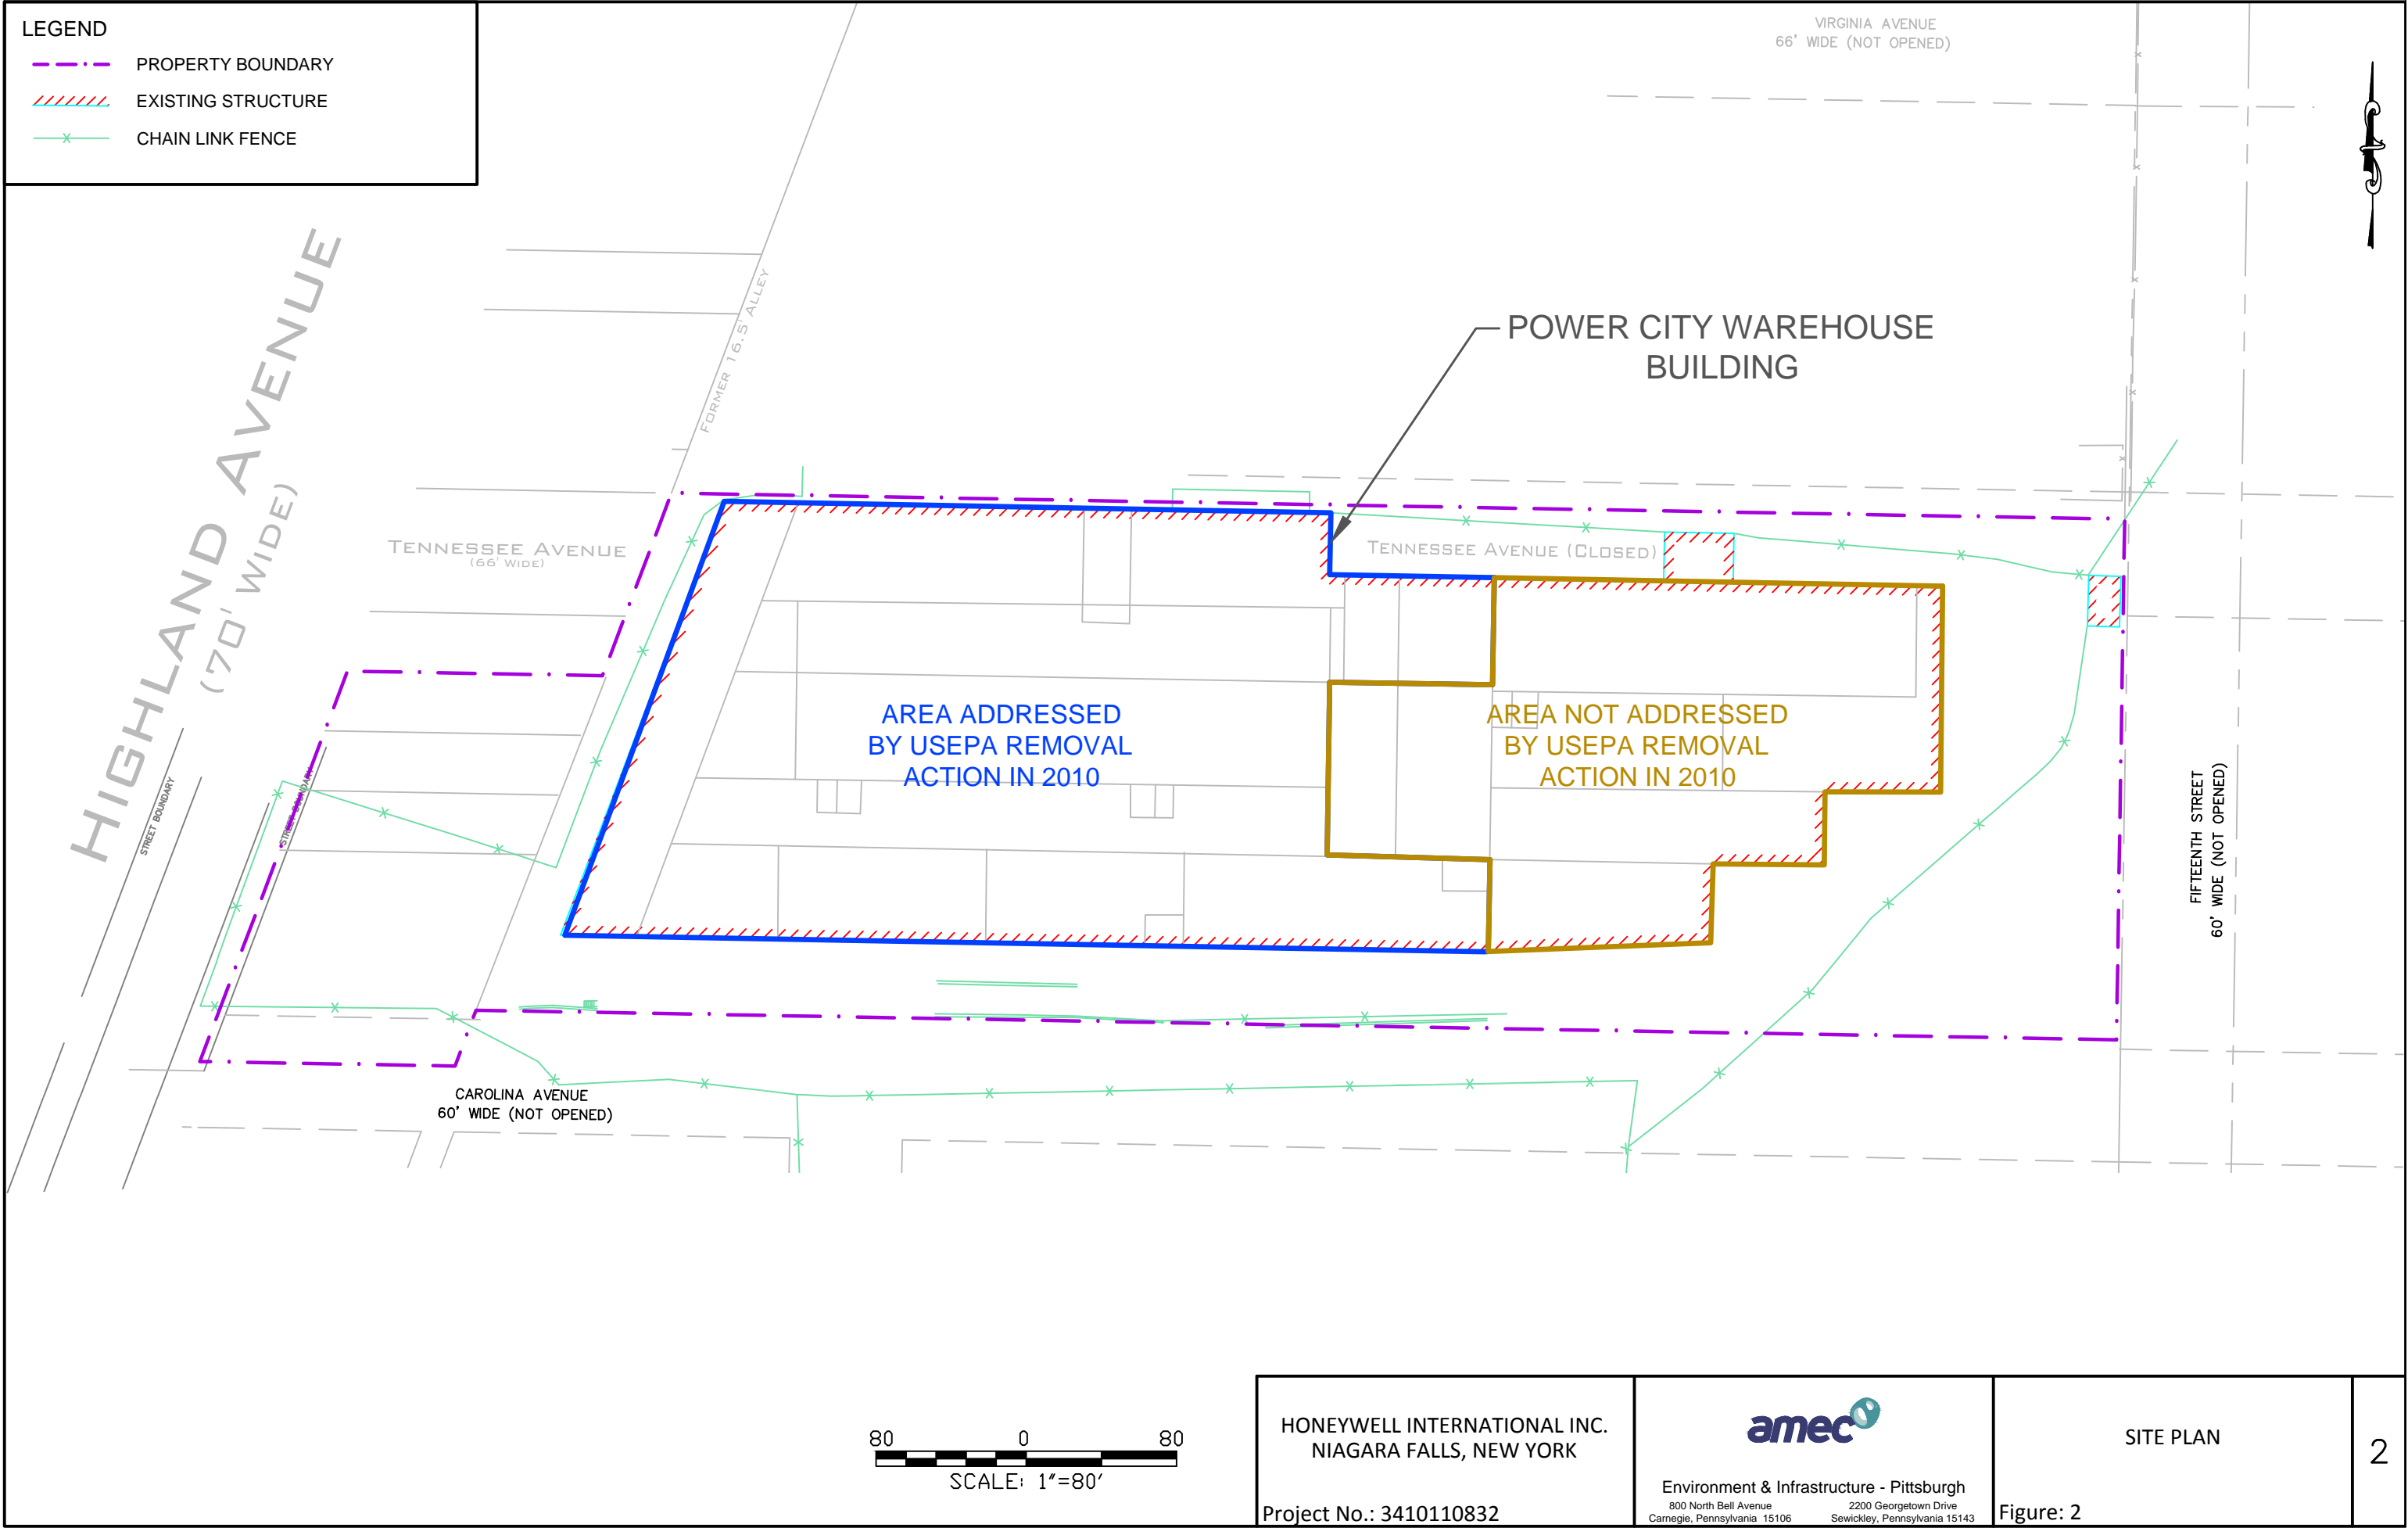 LEGEND
PROPERTY BOUNDARY
EXISTING STRUCTURE
CHAIN LINK FENCE
VIRGINIA AVENUE
66' WIDE (NOT OPENED)
HIGHLAND AVENUE
(70' WIDE)
FORMER 16.5' ALLEY
POWER CITY WAREHOUSE
BUILDING
TENNESSEE AVENUE
(66' WIDE)
TENNESSEE AVENUE (CLOSED)
AREA ADDRESSED
BY USEPA REMOVAL
ACTION IN 2010
AREA NOT ADDRESSED
BY USEPA REMOVAL
ACTION IN 2010
STREET BOUNDARY
STREET BOUNDARY
FIFTEENTH STREET
60' WIDE (NOT OPENED)
CAROLINA AVENUE
60' WIDE (NOT OPENED)
80 0 80
SCALE: 1"=80'
HONEYWELL INTERNATIONAL INC.
NIAGARA FALLS, NEW YORK
Project No.: 3410110832
amec
Environment & Infrastructure - Pittsburgh
800 North Bell Avenue 2200 Georgetown Drive
Carnegie, Pennsylvania 15106 Sewickley, Pennsylvania 15143
SITE PLAN
Figure: 2
2